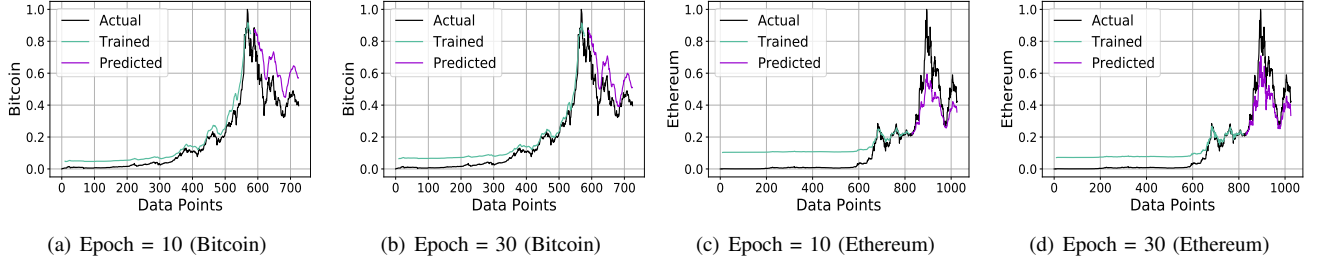 1.0
0.8
0.6
0.4
0.2
0.0
Bitcoin
Actual
Trained
Predicted
0 100 200 300 400 500 600 700
Data Points
(a) Epoch = 10 (Bitcoin)
1.0
0.8
0.6
0.4
0.2
0.0
Bitcoin
Actual
Trained
Predicted
0 100 200 300 400 500 600 700
Data Points
(b) Epoch = 30 (Bitcoin)
1.0
0.8
0.6
0.4
0.2
0.0
Ethereum
Actual
Trained
Predicted
0 200 400 600 800 1000
Data Points
(c) Epoch = 10 (Ethereum)
1.0
0.8
0.6
0.4
0.2
0.0
Ethereum
Actual
Trained
Predicted
0 200 400 600 800 1000
Data Points
(d) Epoch = 30 (Ethereum)